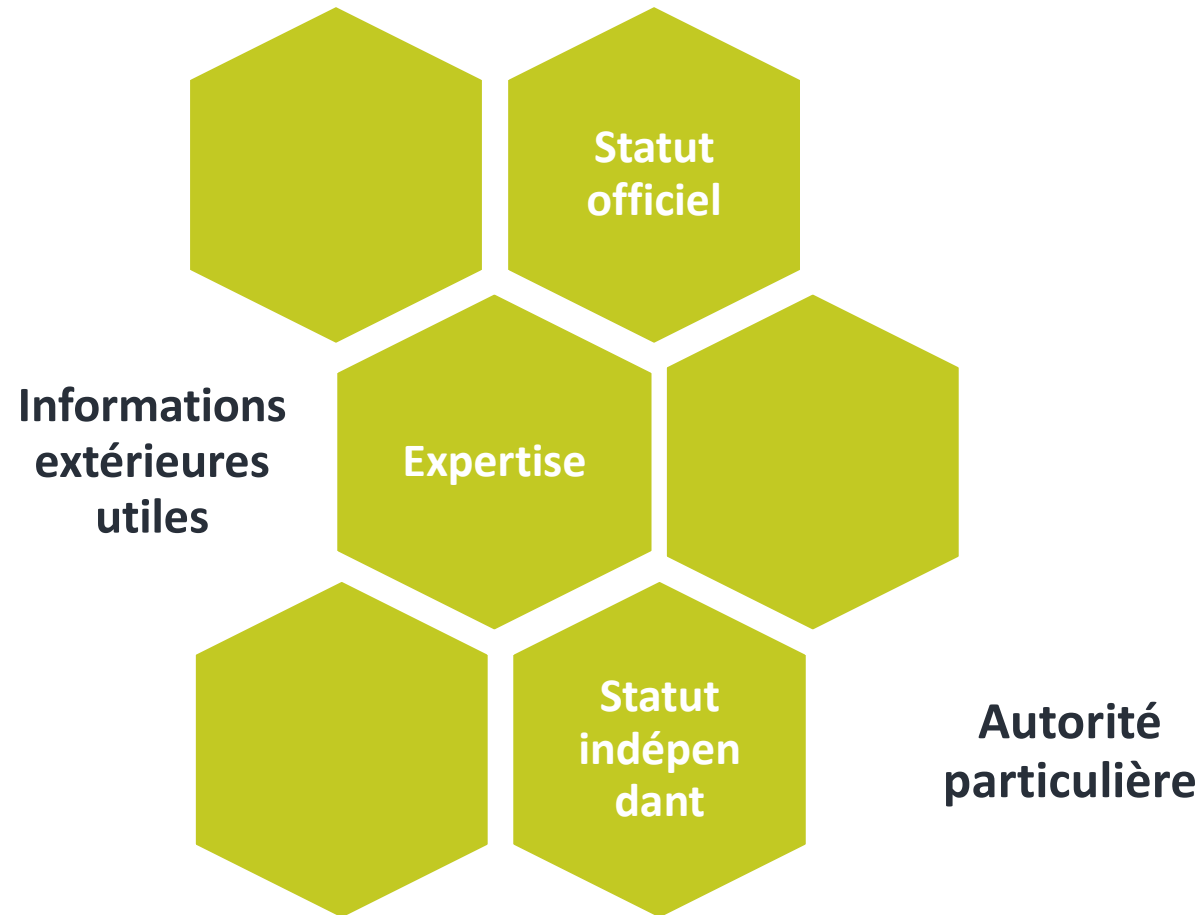 Statut
officiel
Informations
extérieures
utiles
Expertise
Statut
indépen
dant
Autorité
particulière